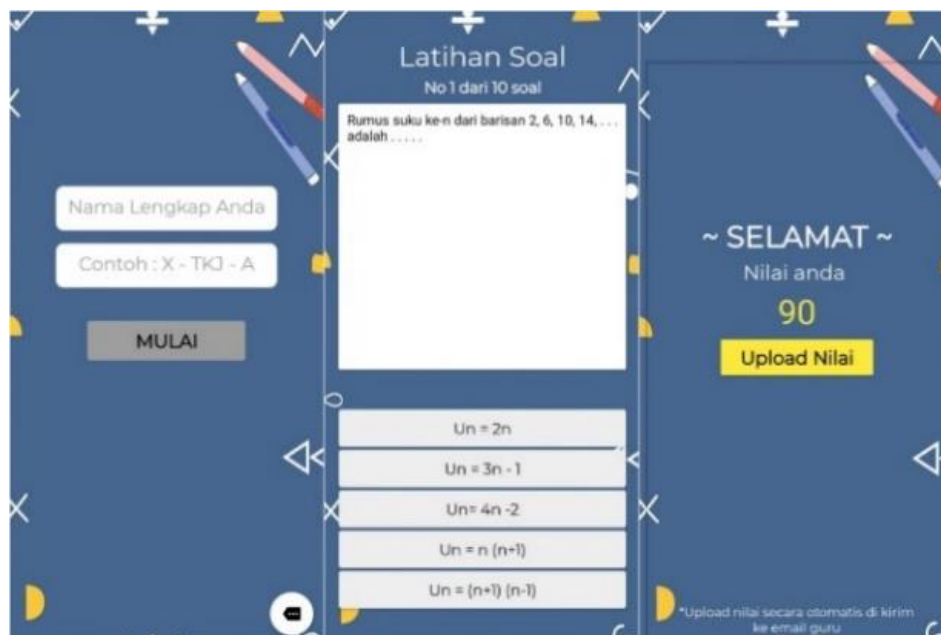 Nama Lengkap Anda
Contoh : X - TKJ - A
MULAI
Latihan Soal
No 1 dari 10 soal
Rumus suku ke-n dari barisan 2, 6, 10, 14, . . .
adalah . . . . .
Un = 2n
Un = 3n - 1
Un= 4n -2
Un = n (n+1)
Un = (n+1) (n-1)
~ SELAMAT ~
Nilai anda
90
Upload Nilai
*Upload nilai secara otomatis di kirim
ke email guru